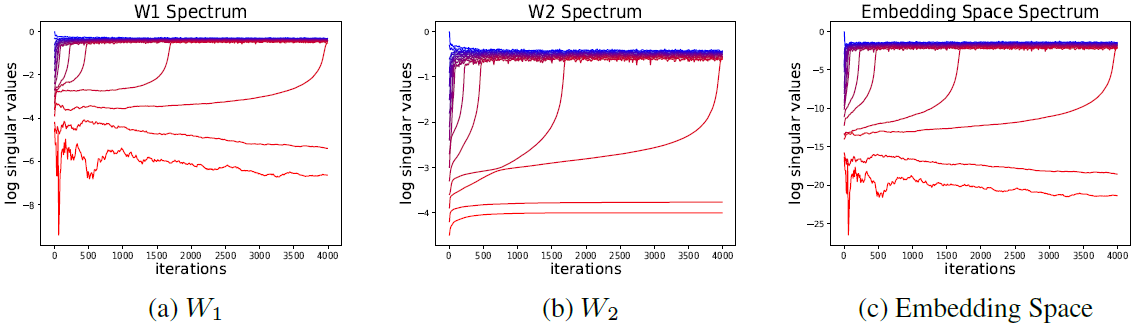 W1 Spectrum
log singular values
0
−2
−4
−6
−8
0 500 1000 1500 2000 2500 3000 3500 4000
iterations
(a) W1
W2 Spectrum
log singular values
0
−1
−2
−3
−4
0 500 1000 1500 2000 2500 3000 3500 4000
iterations
(b) W2
Embedding Space Spectrum
log singular values
0
−5
−10
−15
−20
−25
0 500 1000 1500 2000 2500 3000 3500 4000
iterations
(c) Embedding Space